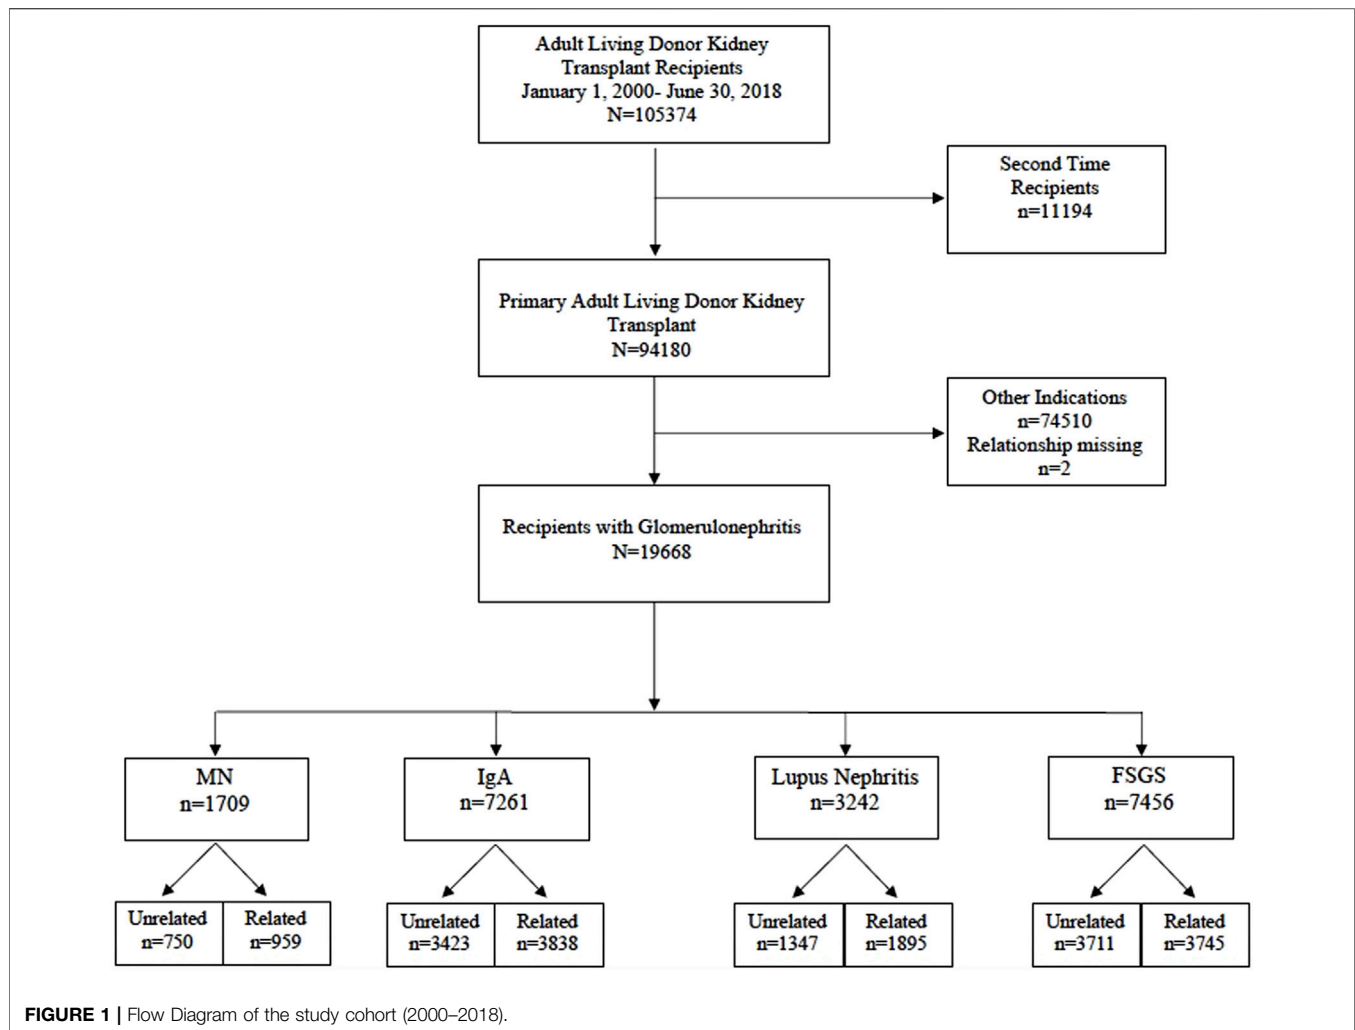 Adult Living Donor Kidney
Transplant Recipients
January 1, 2000- June 30, 2018
N=105374
Second Time
Recipients
n=11194
Primary Adult Living Donor Kidney
Transplant
N=94180
Other Indications
n=74510
Relationship missing
n=2
Recipients with Glomerulonephritis
N=19668
MN
n=1709
IgA
n=7261
Lupus Nephritis
n=3242
FSGS
n=7456
Unrelated
n=750
Related
n=959
Unrelated
n=3423
Related
n=3838
Unrelated
n=1347
Related
n=1895
Unrelated
n=3711
Related
n=3745
FIGURE 1 | Flow Diagram of the study cohort (2000–2018).